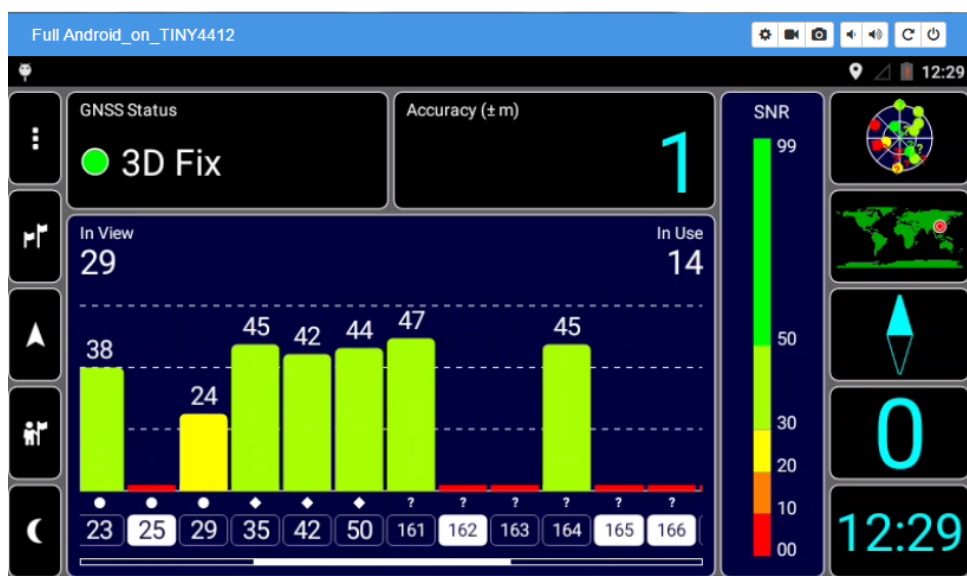 Full Android_on_TINY4412
12:29
GNSS Status
3D Fix
Accuracy (± m)
1
In View
29
In Use
14
38
24
45
42
44
47
45
? ? ? ? ? ?
23 25 29 35 42 50 161 162 163 164 165 166
SNR
99
50
30
20
10
00
0
12:29